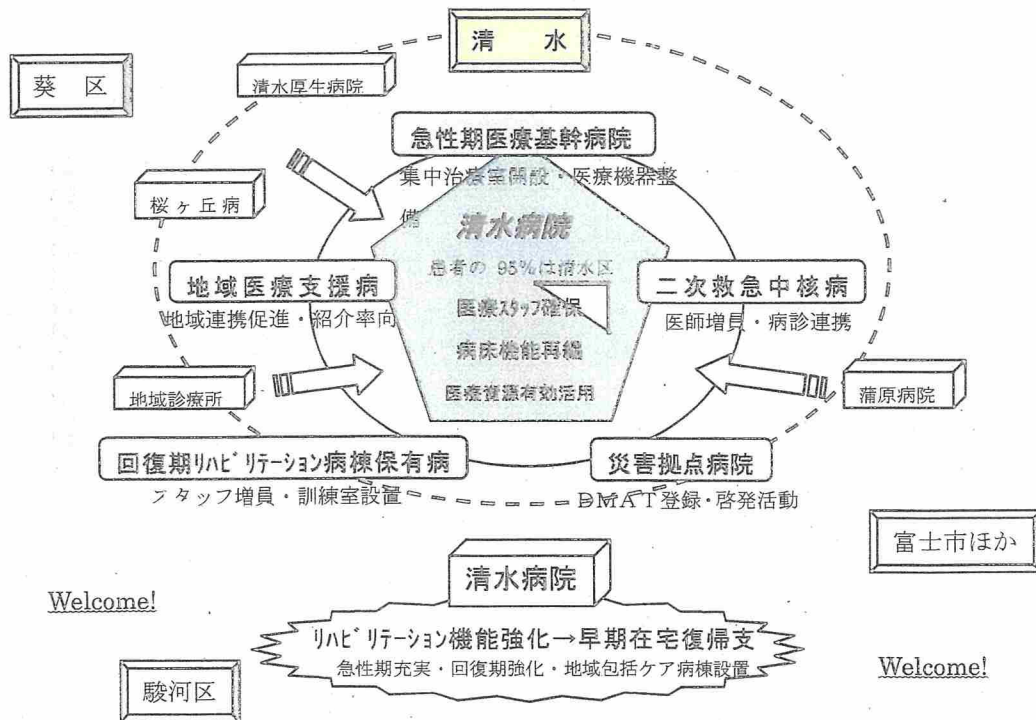 清 水
葵 区
清水厚生病院
急性期医療基幹病院
集中治療室開設・医療機器整
備
桜ヶ丘病
清水病院
患者の 95%は清水区
地域医療支援病
地域連携促進・紹介率向
二次救急中核病
医師増員・病診連携
医療スタッフ確保
病床機能再編
医療資源有効活用
地域診療所
蒲原病院
回復期リハビリテーション病棟保有病
スタッフ増員・訓練室設置
災害拠点病院
DMAT登録・啓発活動
富士市ほか
清水病院
Welcome!
リハビリテーション機能強化→早期在宅復帰支
急性期充実・回復期強化・地域包括ケア病棟設置
Welcome!
駿河区